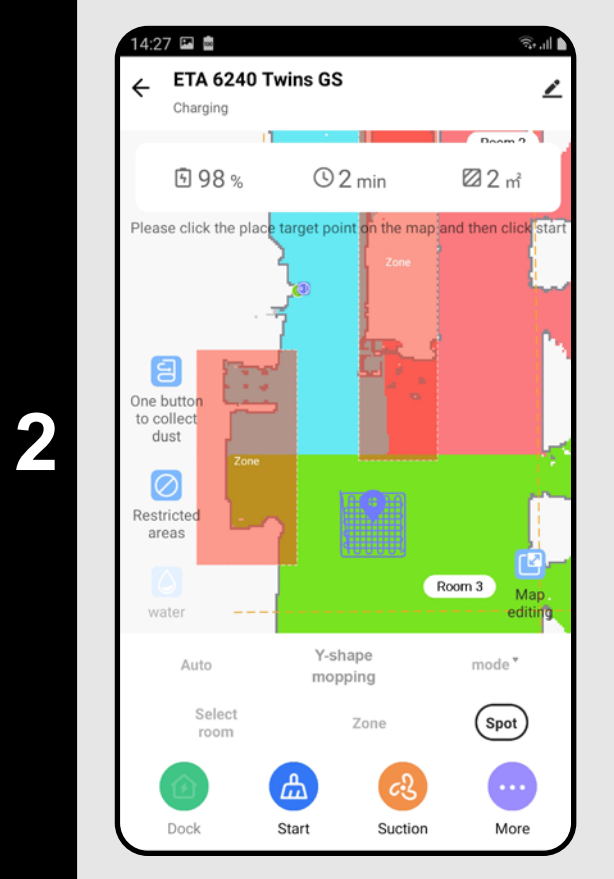 14:27
ETA 6240 Twins GS
Charging
Room 2
98 %
2 min
2 ㎡
Please click the place target point on the map and then click start
Zone
One button
to collect
dust
2
Zone
Restricted
areas
Room 3
Map
editing
water
Auto
Y-shape
mopping
mode
Select
room
Zone
Spot
Dock
Start
Suction
More